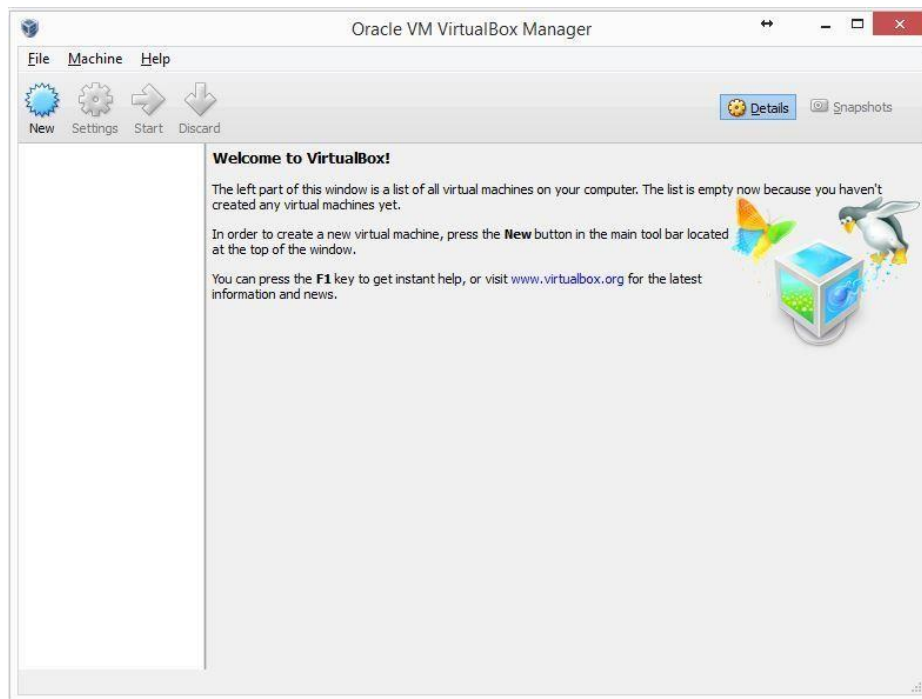 Oracle VM VirtualBox Manager
File Machine Help
New Settings Start Discard Details Snapshots
Welcome to VirtualBox!
The left part of this window is a list of all virtual machines on your computer. The list is empty now because you haven't
created any virtual machines yet.
In order to create a new virtual machine, press the New button in the main tool bar located
at the top of the window.
You can press the F1 key to get instant help, or visit www.virtualbox.org for the latest
information and news.